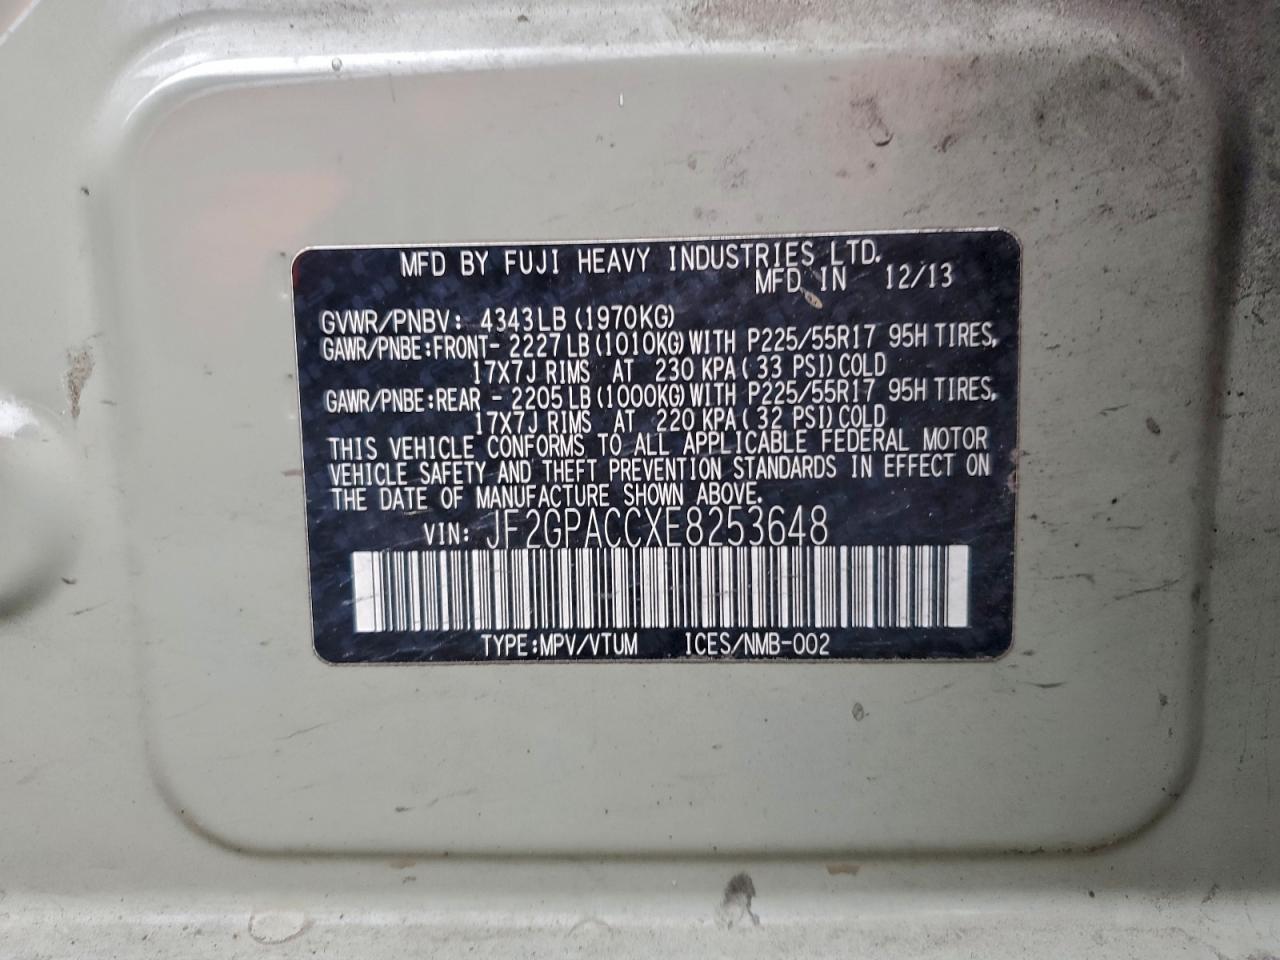 MFD BY FUJI HEAVY INDUSTRIES LTD.
MFD IN 12/13
GVWR/PNBV: 4343LB (1970KG)
GAWR/PNBE:FRONT- 2227LB (1010KG) WITH P225/55R17 95H TIRES,
17X7J RIMS AT 230 KPA( 33 PSI) COLD
GAWR/PNBE:REAR - 2205LB (1000KG) WITH P225/55R17 95H TIRES,
17X7J RIMS AT 220 KPA( 32 PSI) COLD
THIS VEHICLE CONFORMS TO ALL APPLICABLE FEDERAL MOTOR
VEHICLE SAFETY AND THEFT PREVENTION STANDARDS IN EFFECT ON
THE DATE OF MANUFACTURE SHOWN ABOVE.
VIN: JF2GPACCXE8253648
TYPE:MPV/VTUM ICES/NMB-002